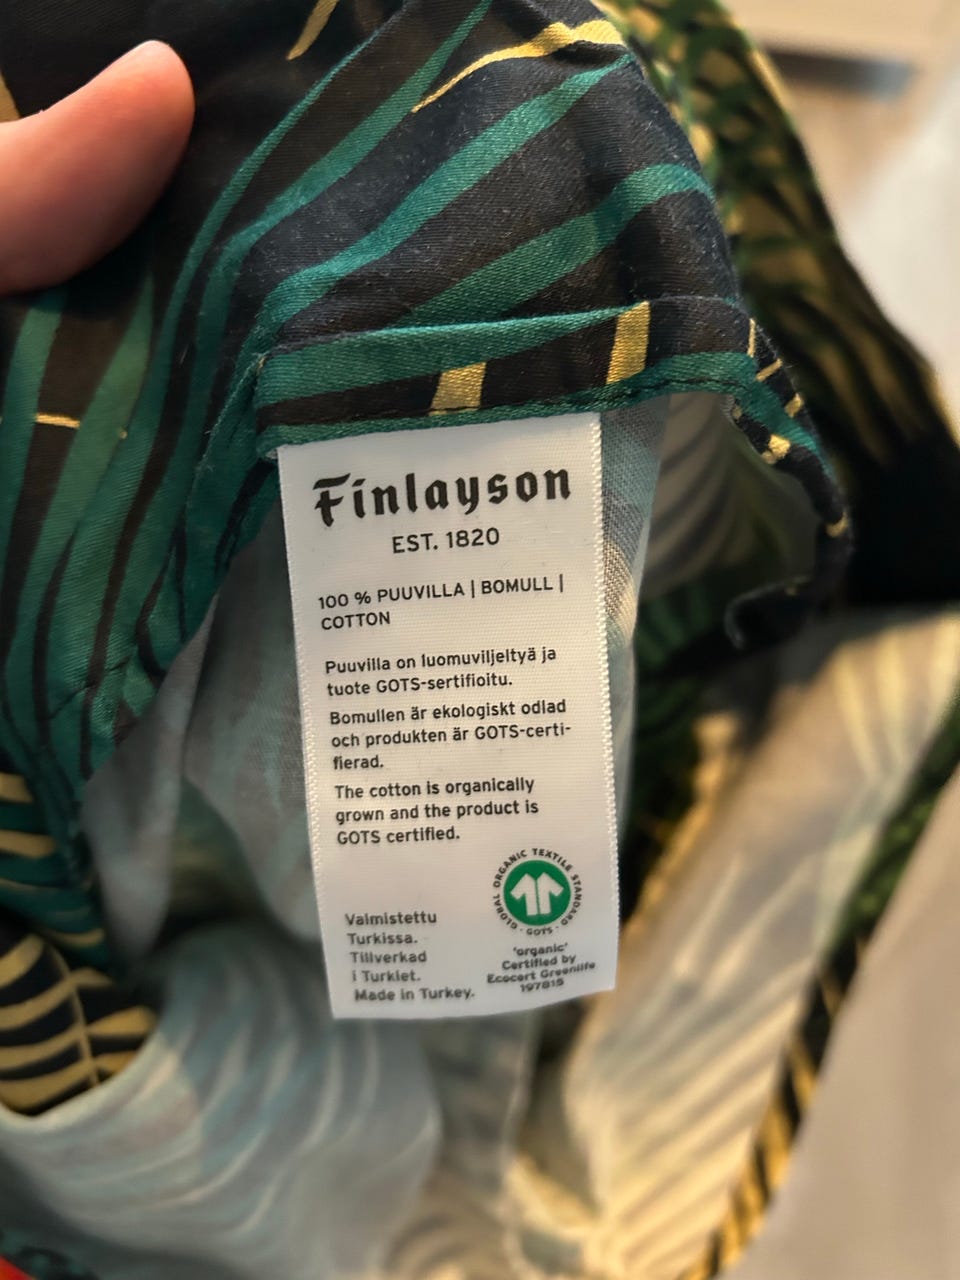 Finlayson
EST. 1820
100 % PUUVILLA | BOMULL |
COTTON
Puuvilla on luomuviljeltyä ja
tuote GOTS-sertifioitu.
Bomullen är ekologiskt odlad
och produkten är GOTS-certi-
fierad.
The cotton is organically
grown and the product is
GOTS certified.
GLOBAL ORGANIC TEXTILE STANDARD
· GOTS ·
Valmistettu
Turkissa.
Tillverkad
i Turkiet.
Made in Turkey.
'organic'
Certified by
Ecocert Greenlife
197815